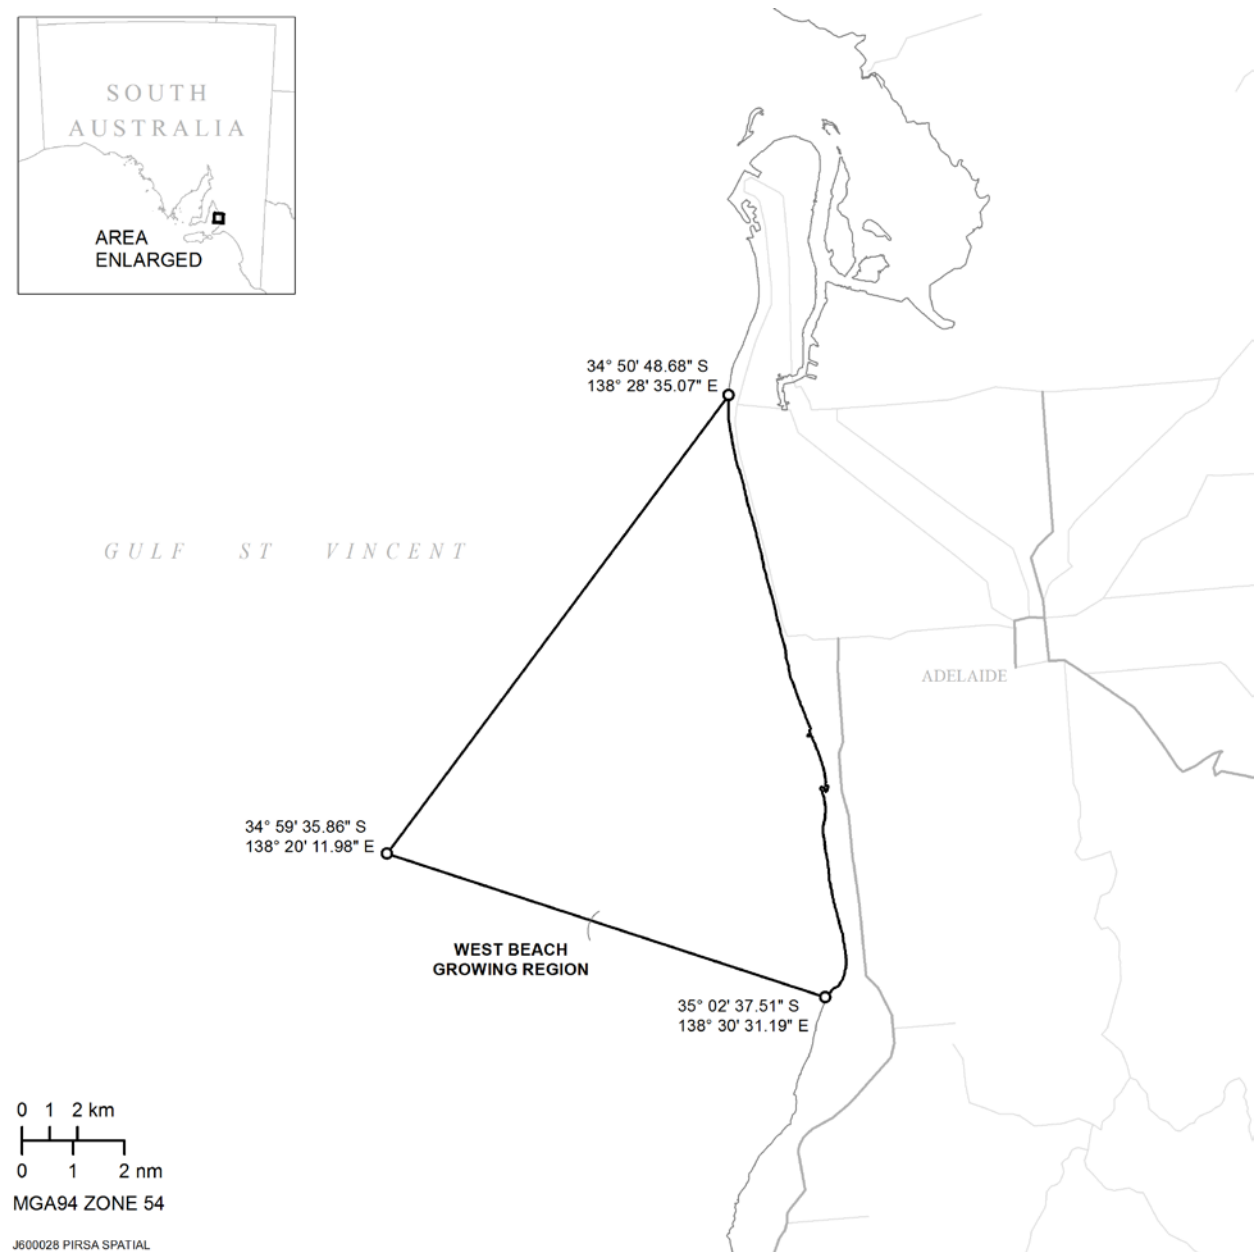 SOUTH
AUSTRALIA
AREA
ENLARGED
34° 50' 48.68" S
138° 28' 35.07" E
GULF ST VINCENT
ADELAIDE
34° 59' 35.86" S
138° 20' 11.98" E
WEST BEACH
GROWING REGION
35° 02' 37.51" S
138° 30' 31.19" E
0 1 2 km
0 1 2 nm
MGA94 ZONE 54
J600028 PIRSA SPATIAL